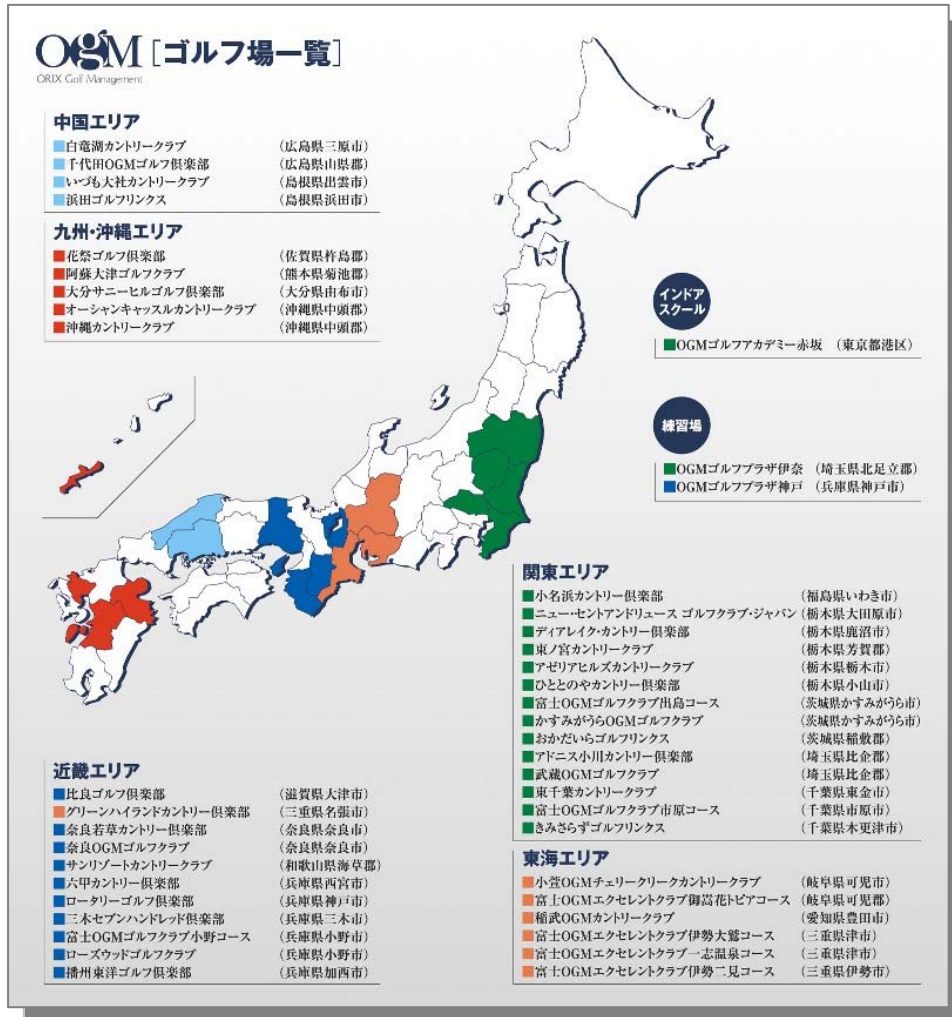 OGM [ゴルフ場一覧]
ORIX Golf Management
中国エリア
白竜湖カントリークラブ （広島県三原市）
千代田OGMゴルフ倶楽部 （広島県山県郡）
いづも大社カントリークラブ （島根県出雲市）
浜田ゴルフリンクス （島根県浜田市）
九州・沖縄エリア
花祭ゴルフ倶楽部 （佐賀県杵島郡）
阿蘇大津ゴルフクラブ （熊本県菊池郡）
大分サニーヒルゴルフ倶楽部 （大分県由布市）
オーシャンキャッスルカントリークラブ （沖縄県中頭郡）
沖縄カントリークラブ （沖縄県中頭郡）
インドア
スクール
OGMゴルフアカデミー赤坂 （東京都港区）
練習場
OGMゴルフプラザ伊奈 （埼玉県北足立郡）
OGMゴルフプラザ神戸 （兵庫県神戸市）
関東エリア
小名浜カントリー倶楽部 （福島県いわき市）
ニュー・セントアンドリュース ゴルフクラブ・ジャパン （栃木県大田原市）
ディアレイク・カントリー倶楽部 （栃木県鹿沼市）
東ノ宮カントリークラブ （栃木県芳賀郡）
アゼリアヒルズカントリークラブ （栃木県栃木市）
ひととのやカントリー倶楽部 （栃木県小山市）
富士OGMゴルフクラブ出島コース （茨城県かすみがうら市）
かすみがうらOGMゴルフクラブ （茨城県かすみがうら市）
おかだいらゴルフリンクス （茨城県稲敷郡）
アドニス小川カントリー倶楽部 （埼玉県比企郡）
武蔵OGMゴルフクラブ （埼玉県比企郡）
東千葉カントリークラブ （千葉県東金市）
富士OGMゴルフクラブ市原コース （千葉県市原市）
きみさらずゴルフリンクス （千葉県木更津市）
近畿エリア
比良ゴルフ倶楽部 （滋賀県大津市）
グリーンハイランドカントリー倶楽部 （三重県名張市）
奈良若草カントリー倶楽部 （奈良県奈良市）
奈良OGMゴルフクラブ （奈良県奈良市）
サンリゾートカントリークラブ （和歌山県海草郡）
六甲カントリー倶楽部 （兵庫県西宮市）
ロータリーゴルフ倶楽部 （兵庫県神戸市）
三木セブンハンドレッド倶楽部 （兵庫県三木市）
富士OGMゴルフクラブ小野コース （兵庫県小野市）
ローズウッドゴルフクラブ （兵庫県小野市）
播州東洋ゴルフ倶楽部 （兵庫県加西市）
東海エリア
小萱OGMチェリークリークカントリークラブ （岐阜県可児市）
富士OGMエクセレントクラブ御嵩花トピアコース （岐阜県可児郡）
稲武OGMカントリークラブ （愛知県豊田市）
富士OGMエクセレントクラブ伊勢大鷲コース （三重県津市）
富士OGMエクセレントクラブ一志温泉コース （三重県津市）
富士OGMエクセレントクラブ伊勢二見コース （三重県伊勢市）